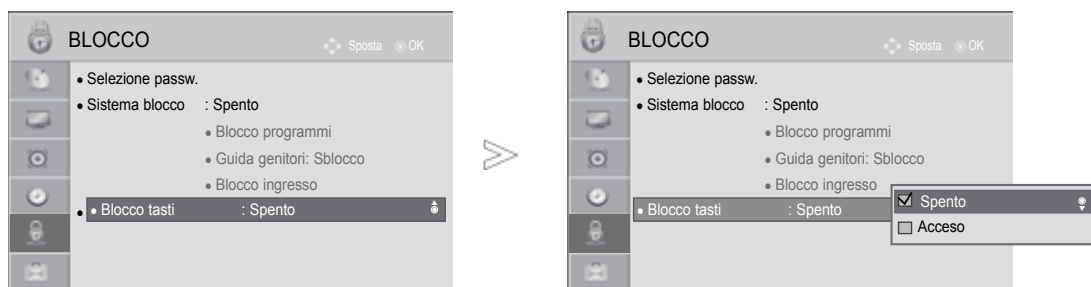 BLOCCO
Sposta OK
• Selezione passw.
• Sistema blocco : Spento
• Blocco programmi
• Guida genitori: Sblocco
• Blocco ingresso
• • Blocco tasti : Spento
BLOCCO
Sposta OK
• Selezione passw.
• Sistema blocco : Spento
• Blocco programmi
• Guida genitori: Sblocco
• Blocco ingresso
• Blocco tasti : Spento
Spento
Acceso